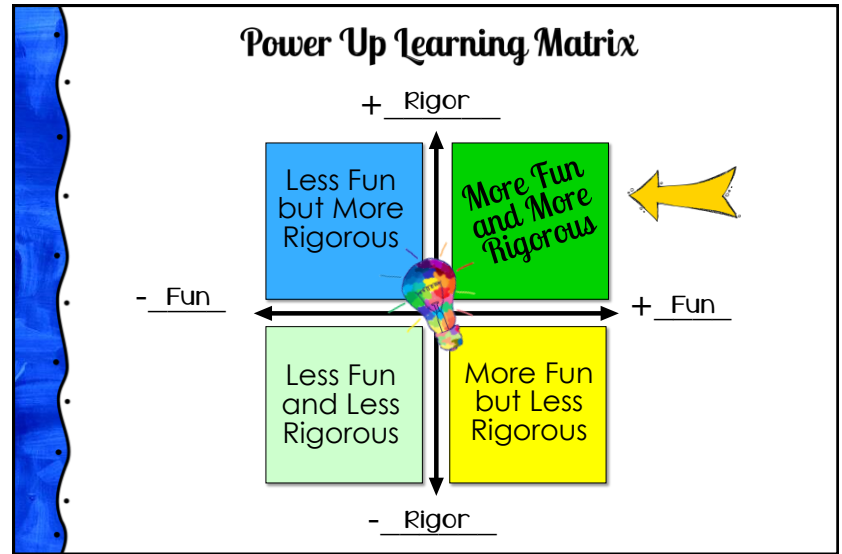 Power Up Learning Matrix
+ Rigor
Less Fun
but More
Rigorous
More Fun
and More
Rigorous
- Fun
+ Fun
Less Fun
and Less
Rigorous
More Fun
but Less
Rigorous
- Rigor